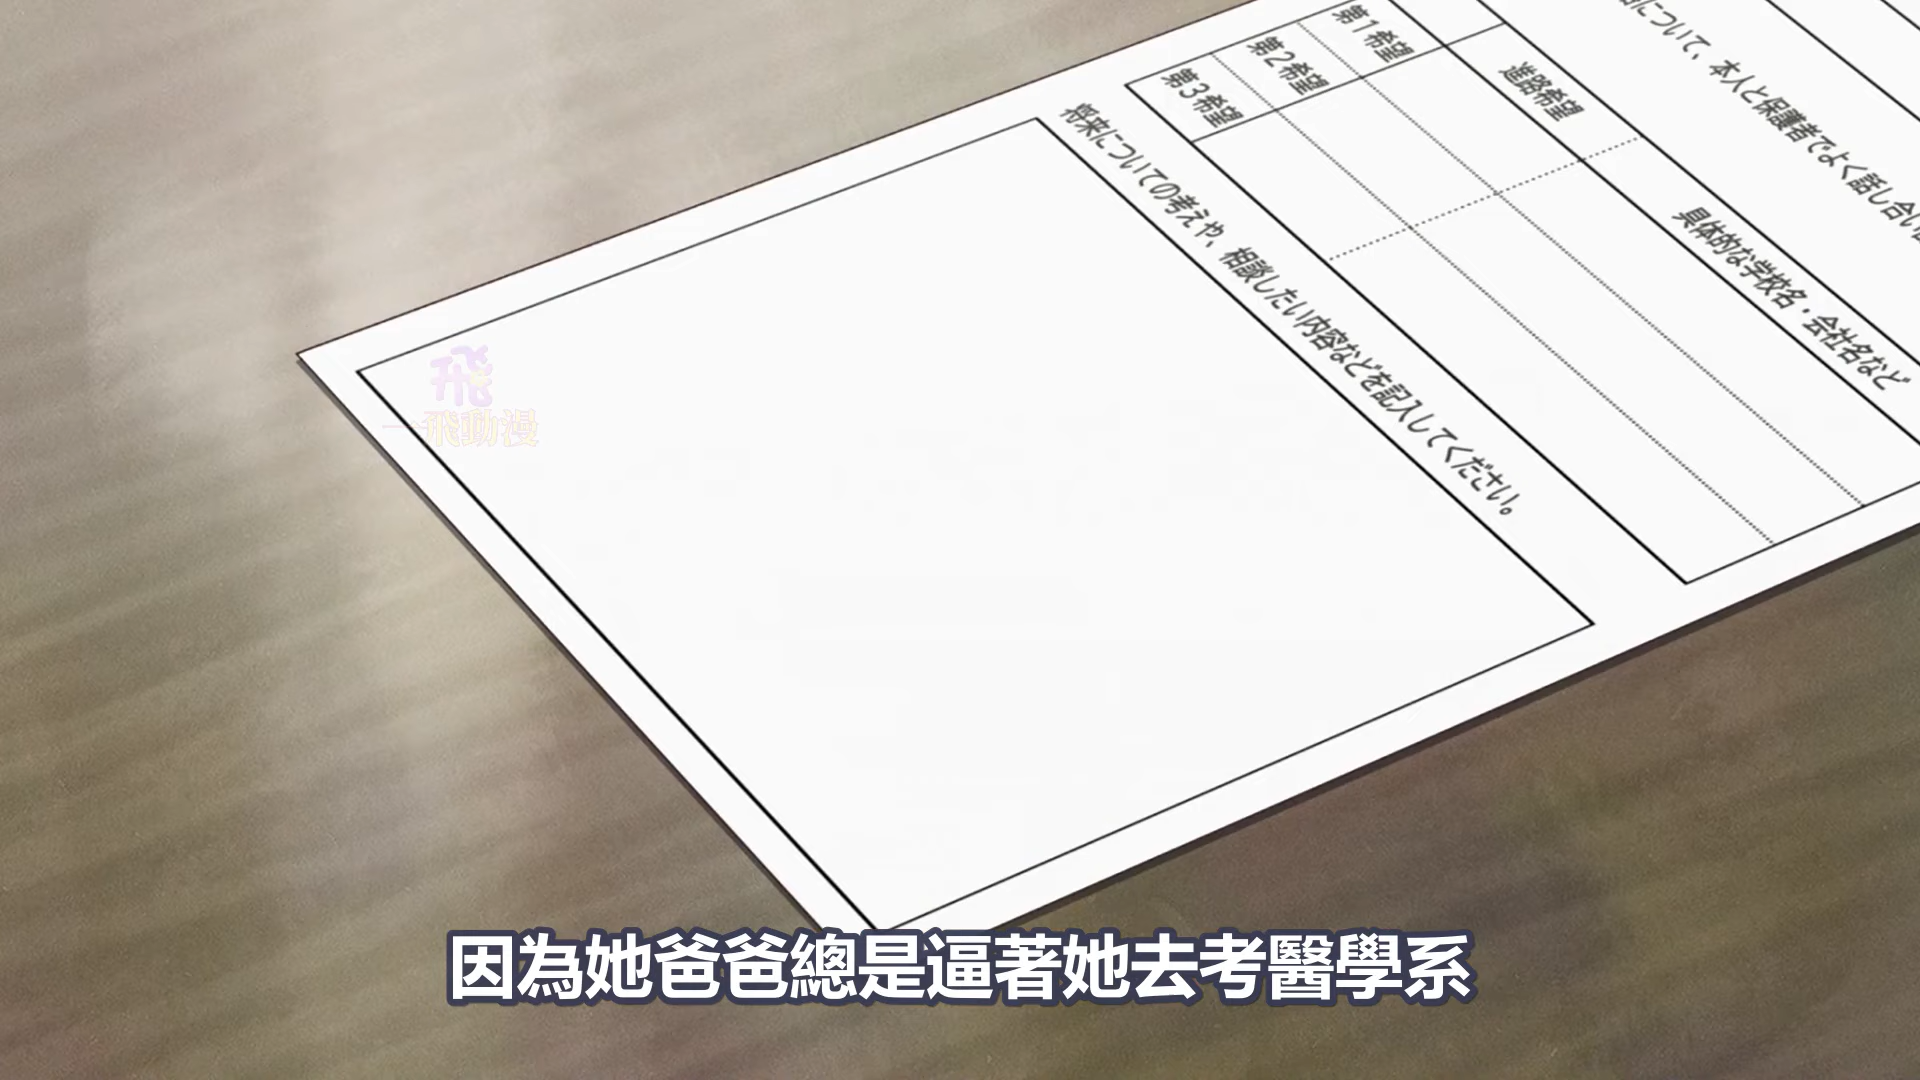 について、本人と保護者でよく話し合い
進路希望
具体的な学校名・会社名など
第1希望
第2希望
第3希望
将来についての考えや、相談したい内容などを記入してください。
飛
一飛動漫
因為她爸爸總是逼著她去考醫學系